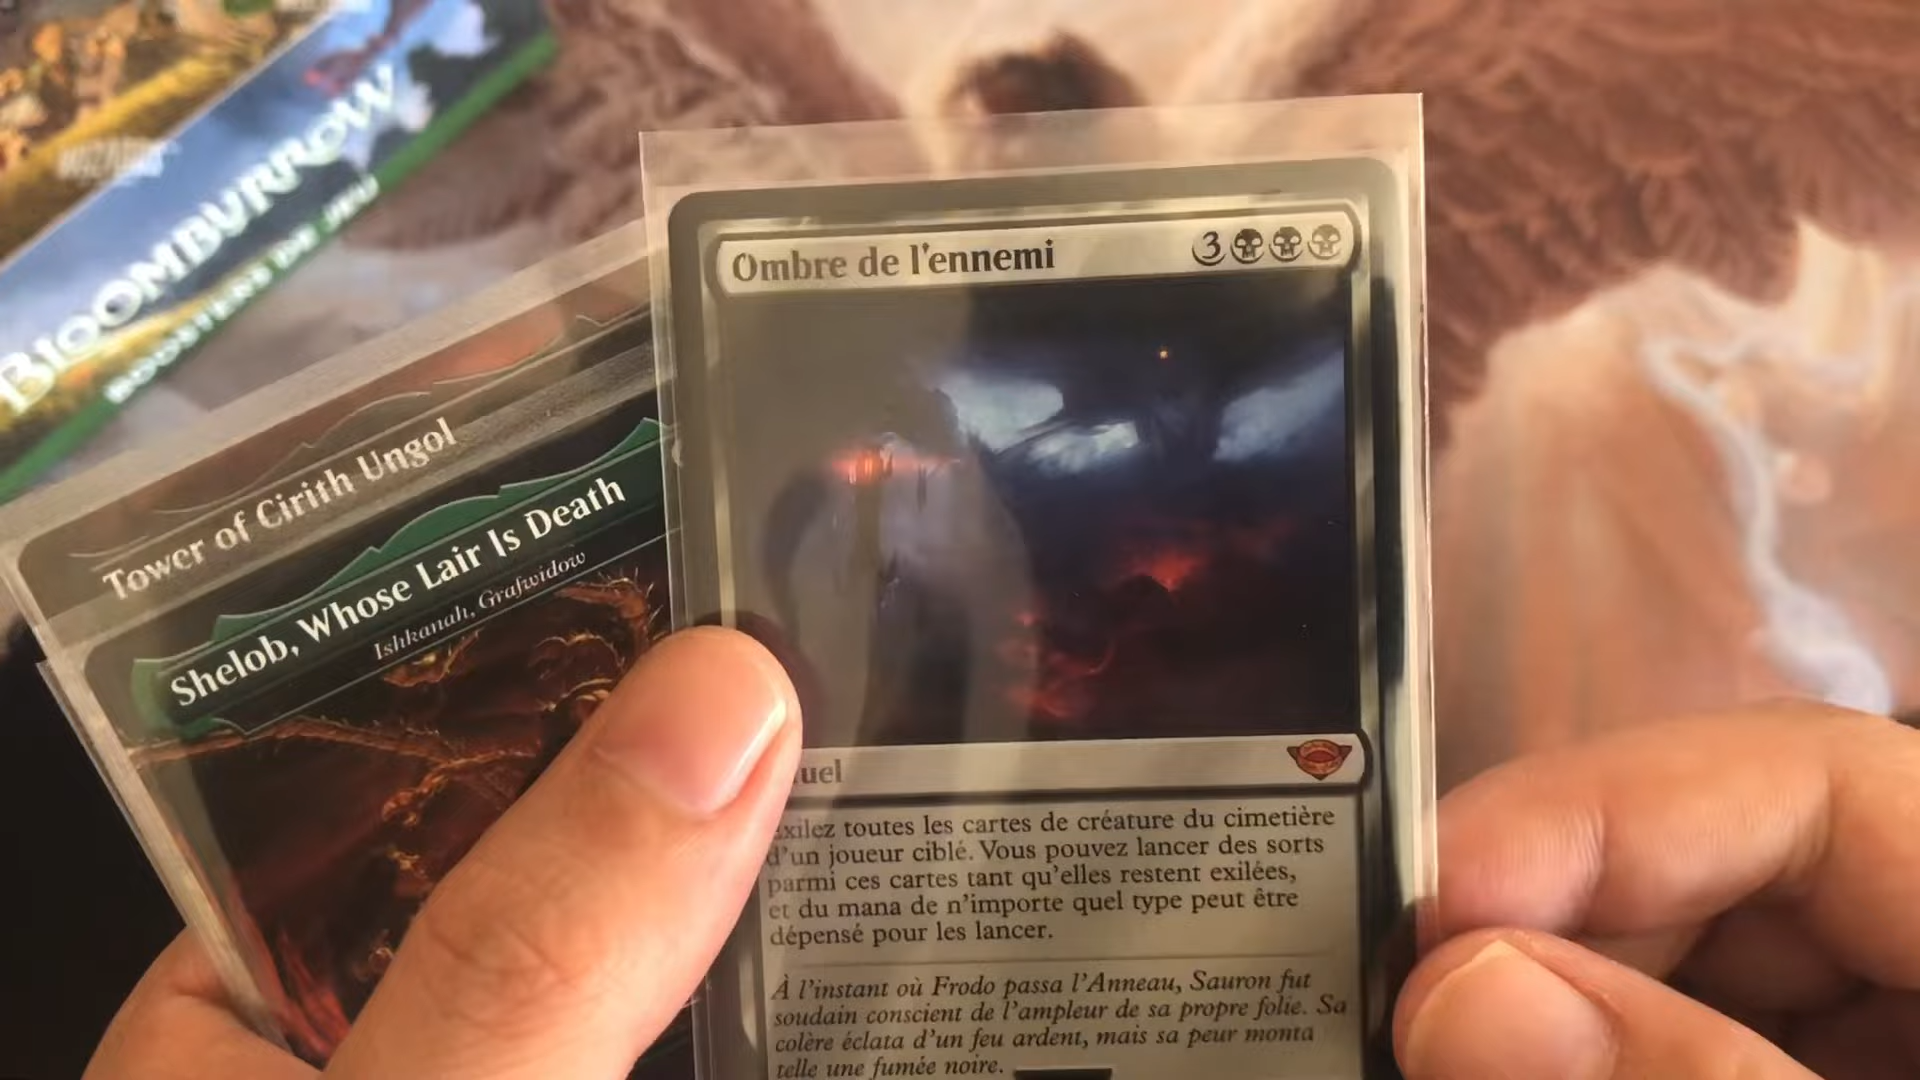 BLOOMBURROW
BOOSTERS DE JEU
Tower of Cirith Ungol
Shelob, Whose Lair Is Death
Ishkanah, Grafwidow
Ombre de l'ennemi
3
uel
Exilez toutes les cartes de créature du cimetière
d'un joueur ciblé. Vous pouvez lancer des sorts
parmi ces cartes tant qu'elles restent exilées,
et du mana de n'importe quel type peut être
dépensé pour les lancer.
À l'instant où Frodo passa l'Anneau, Sauron fut
soudain conscient de l'ampleur de sa propre folie. Sa
colère éclata d'un feu ardent, mais sa peur monta
telle une fumée noire.